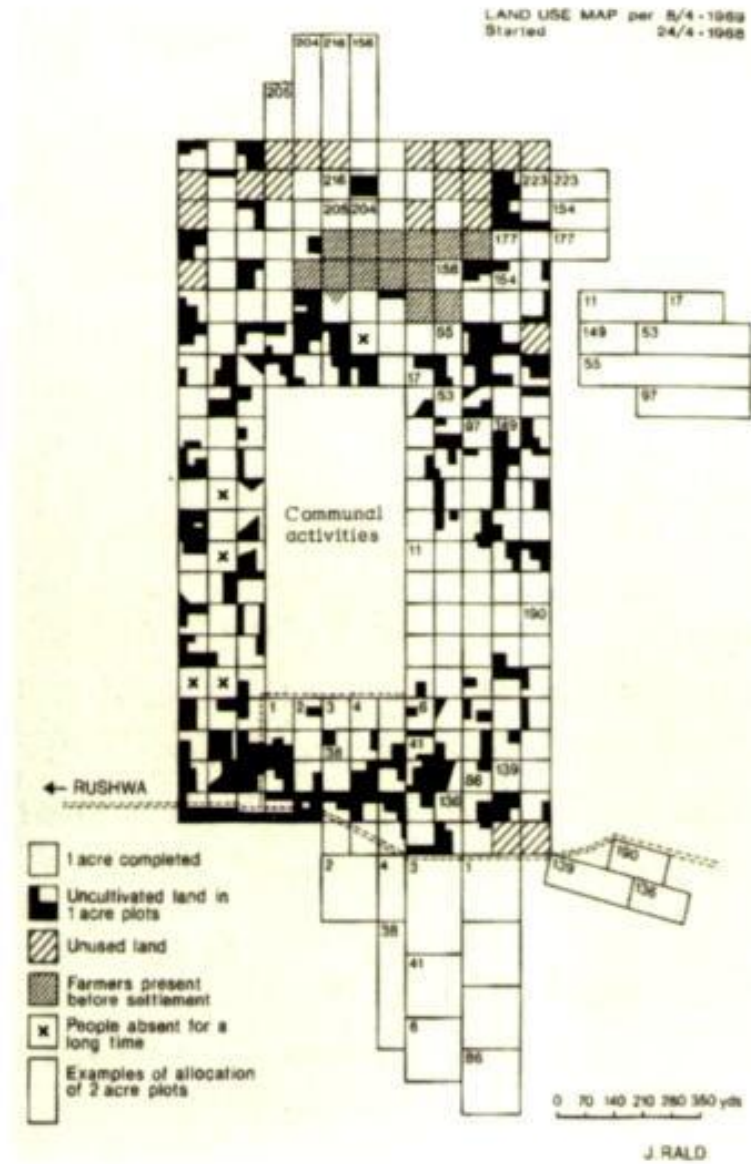 LAND USE MAP per 8/4-1969
Started 24/4-1968
204 216 156
205
216 223 223
205 204 154
177 177
156
154
11 17
55 149 53
55
17
53 97
97 149
Communal
activities
11
190
1 2 3 4 6
41
38
139
86
← RUSHWA
136
1 acre completed
Uncultivated land in
1 acre plots
Unused land
Farmers present
before settlement
x People absent for a
long time
Examples of allocation
of 2 acre plots
2 4 3 1
190
139
136
38
41
6
86
0 70 140 210 280 350 yds
J. RALD